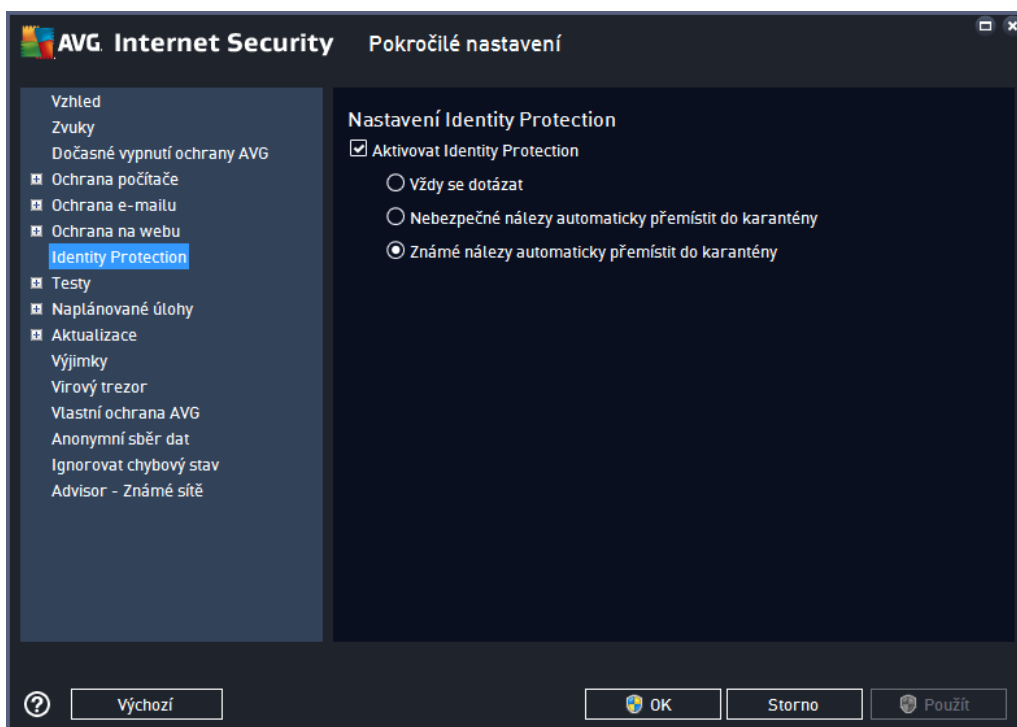 AVG. Internet Security Pokročilé nastavení
Vzhled
Zvuky
Dočasné vypnutí ochrany AVG
Ochrana počítače
Ochrana e-mailu
Ochrana na webu
Identity Protection
Testy
Naplánované úlohy
Aktualizace
Výjimky
Virový trezor
Vlastní ochrana AVG
Anonymní sběr dat
Ignorovat chybový stav
Advisor - Známé sítě
Nastavení Identity Protection
Aktivovat Identity Protection
Vždy se dotázat
Nebezpečné nálezy automaticky přemístit do karantény
Známé nálezy automaticky přemístit do karantény
? Výchozí OK Storno Použít